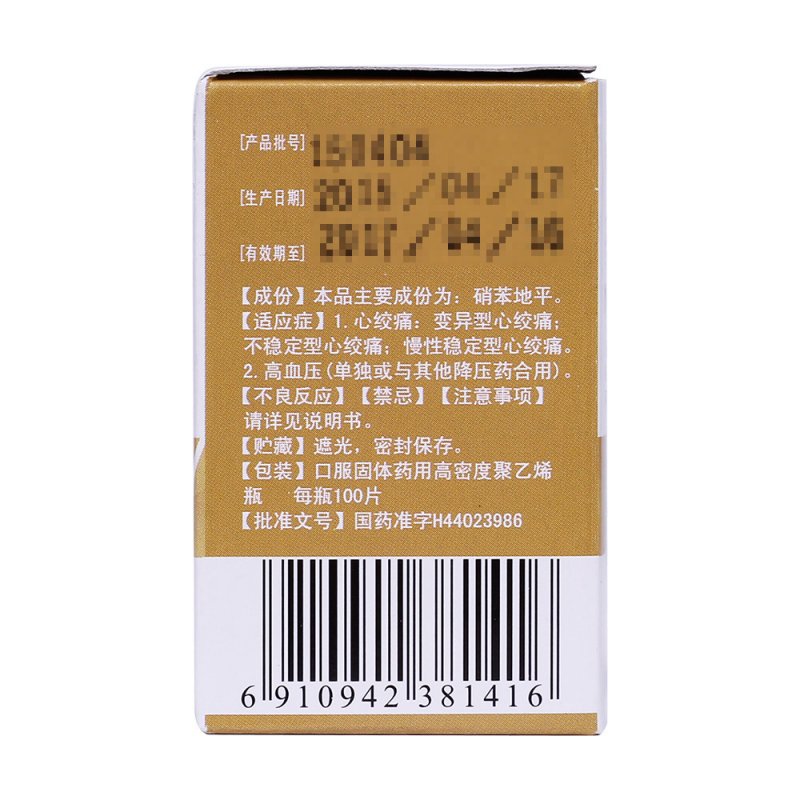 [产品批号] 150404
[生产日期] 2015/04/17
[有效期至] 2017/04/16
【成份】本品主要成份为：硝苯地平。
【适应症】1.心绞痛：变异型心绞痛；
不稳定型心绞痛；慢性稳定型心绞痛。
2.高血压(单独或与其他降压药合用)。
【不良反应】【禁忌】【注意事项】
请详见说明书。
【贮藏】遮光，密封保存。
【包装】口服固体药用高密度聚乙烯
瓶 每瓶100片
【批准文号】国药准字H44023986
6 910942 381416